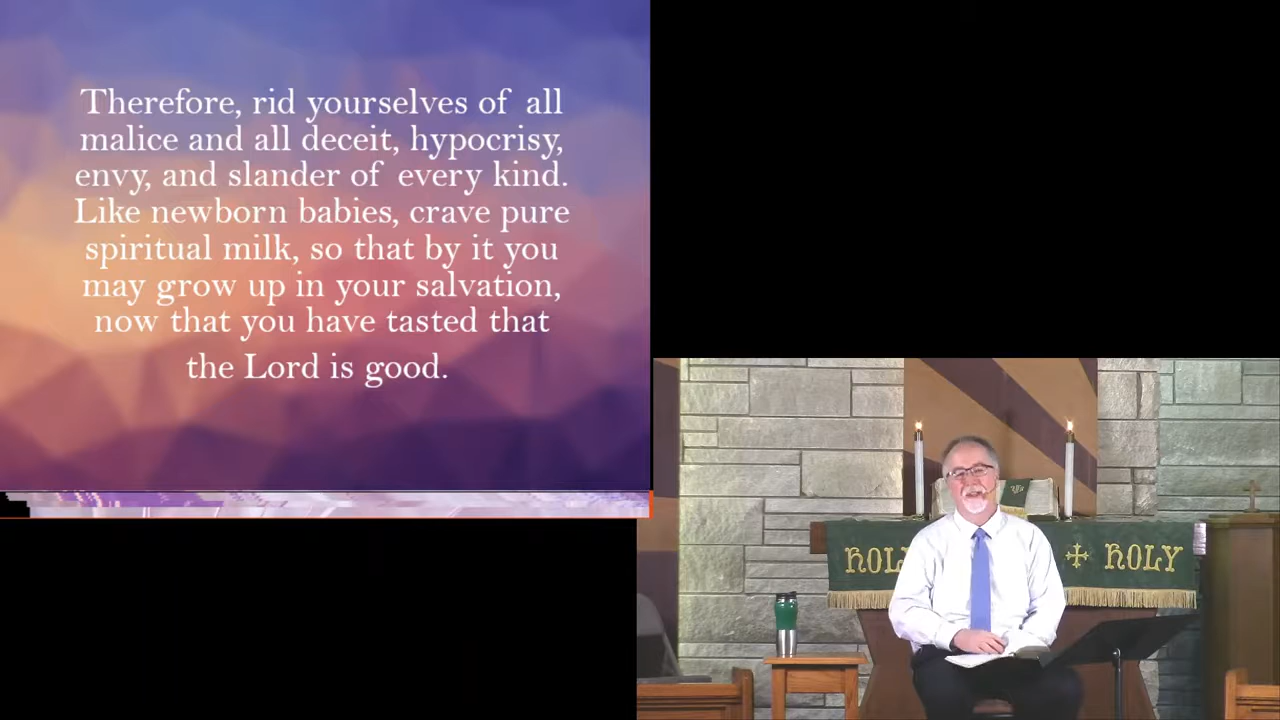 Therefore, rid yourselves of all
malice and all deceit, hypocrisy,
envy, and slander of every kind.
Like newborn babies, crave pure
spiritual milk, so that by it you
may grow up in your salvation,
now that you have tasted that
the Lord is good.
HOL
HOLY